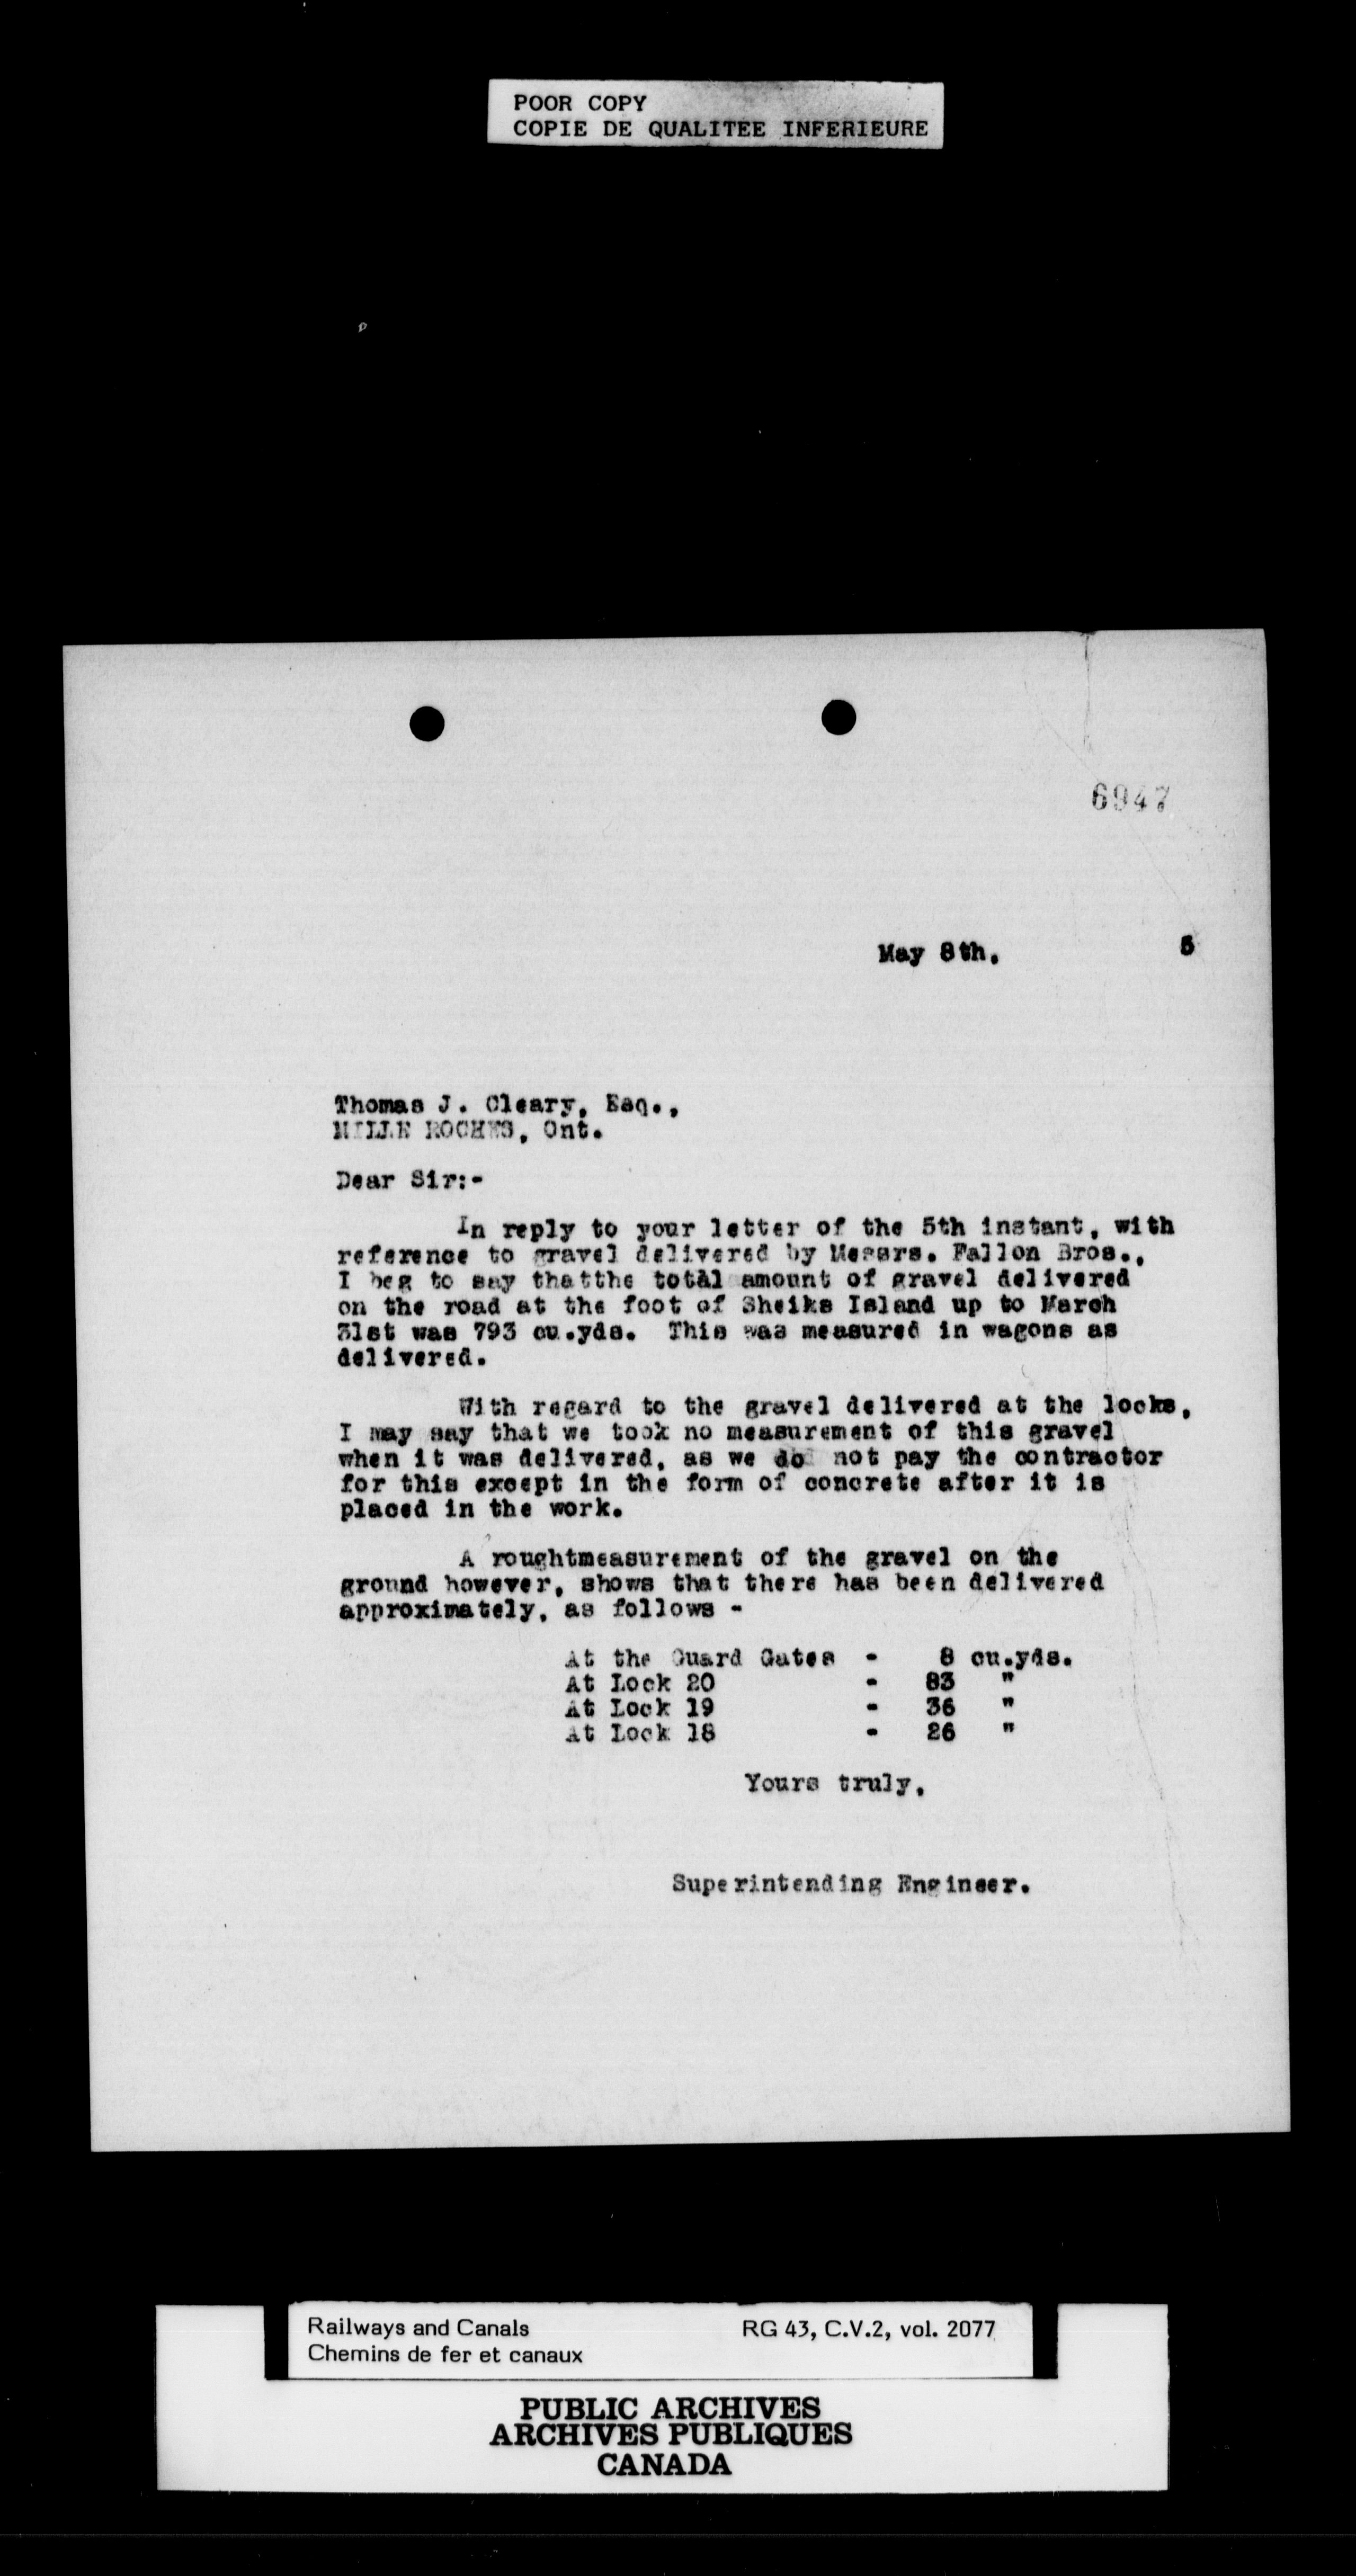 POOR COPY
COPIE DE QUALITEE INFERIEURE
6947
May 8th, 5
Thomas J. Cleary, Esq.,
MILLE ROCHES, Ont.
Dear Sir:-
In reply to your letter of the 5th instant, with
reference to gravel delivered by Messrs. Fallon Bros.,
I beg to say thatthe total amount of gravel delivered
on the road at the foot of Sheiks Island up to March
31st was 793 cu.yds. This was measured in wagons as
delivered.
With regard to the gravel delivered at the locks,
I may say that we took no measurement of this gravel
when it was delivered, as we do not pay the contractor
for this except in the form of concrete after it is
placed in the work.
A roughtmeasurement of the gravel on the
ground however, shows that there has been delivered
approximately, as follows -
At the Guard Gates - 8 cu.yds.
At Lock 20 - 83 "
At Lock 19 - 36 "
At Lock 18 - 26 "
Yours truly,
Superintending Engineer.
Railways and Canals RG 43, C.V.2, vol. 2077
Chemins de fer et canaux
PUBLIC ARCHIVES
ARCHIVES PUBLIQUES
CANADA